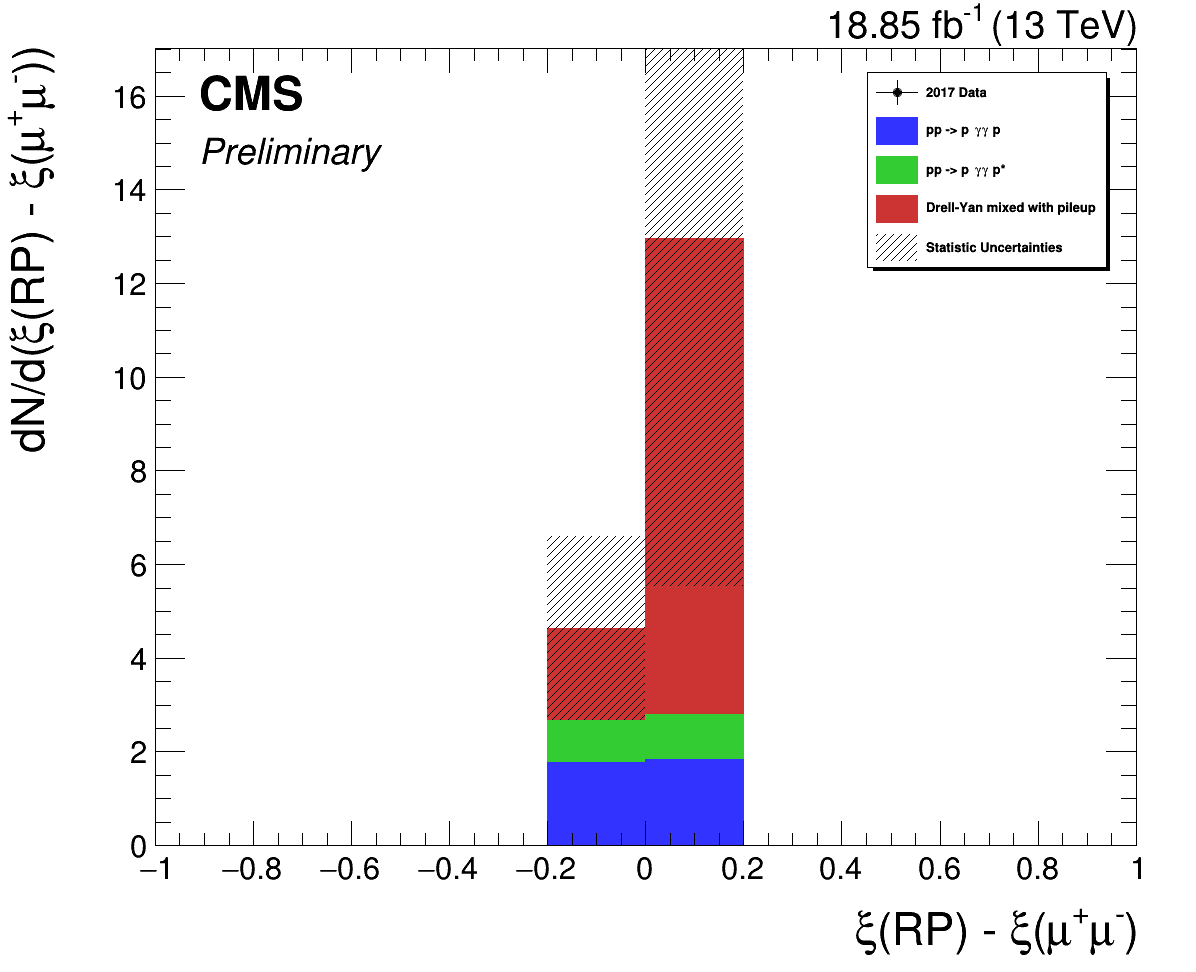 18.85 fb⁻¹ (13 TeV)
CMS
Preliminary
dN/d(ξ(RP) - ξ(μ⁺μ⁻))
2017 Data
pp -> p γγ p
pp -> p γγ p*
Drell-Yan mixed with pileup
Statistic Uncertainties
16
14
12
10
8
6
4
2
0
−1 −0.8 −0.6 −0.4 −0.2 0 0.2 0.4 0.6 0.8 1
ξ(RP) - ξ(μ⁺μ⁻)